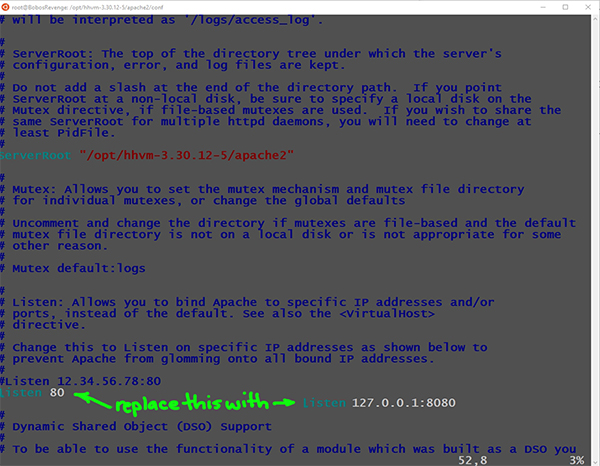 root@BobosRevenge: /opt/hhvm-3.30.12-5/apache2/conf
# will be interpreted as '/logs/access_log'.
#
# ServerRoot: The top of the directory tree under which the server's
# configuration, error, and log files are kept.
#
# Do not add a slash at the end of the directory path.  If you point
# ServerRoot at a non-local disk, be sure to specify a local disk on the
# Mutex directive, if file-based mutexes are used.  If you wish to share the
# same ServerRoot for multiple httpd daemons, you will need to change at
# least PidFile.
#
ServerRoot "/opt/hhvm-3.30.12-5/apache2"
#
# Mutex: Allows you to set the mutex mechanism and mutex file directory
# for individual mutexes, or change the global defaults
#
# Uncomment and change the directory if mutexes are file-based and the default
# mutex file directory is not on a local disk or is not appropriate for some
# other reason.
#
# Mutex default:logs
#
# Listen: Allows you to bind Apache to specific IP addresses and/or
# ports, instead of the default. See also the <VirtualHost>
# directive.
#
# Change this to Listen on specific IP addresses as shown below to
# prevent Apache from glomming onto all bound IP addresses.
#
#Listen 12.34.56.78:80
Listen 80 replace this with Listen 127.0.0.1:8080
#
# Dynamic Shared Object (DSO) Support
#
# To be able to use the functionality of a module which was built as a DSO you
52,8 3%